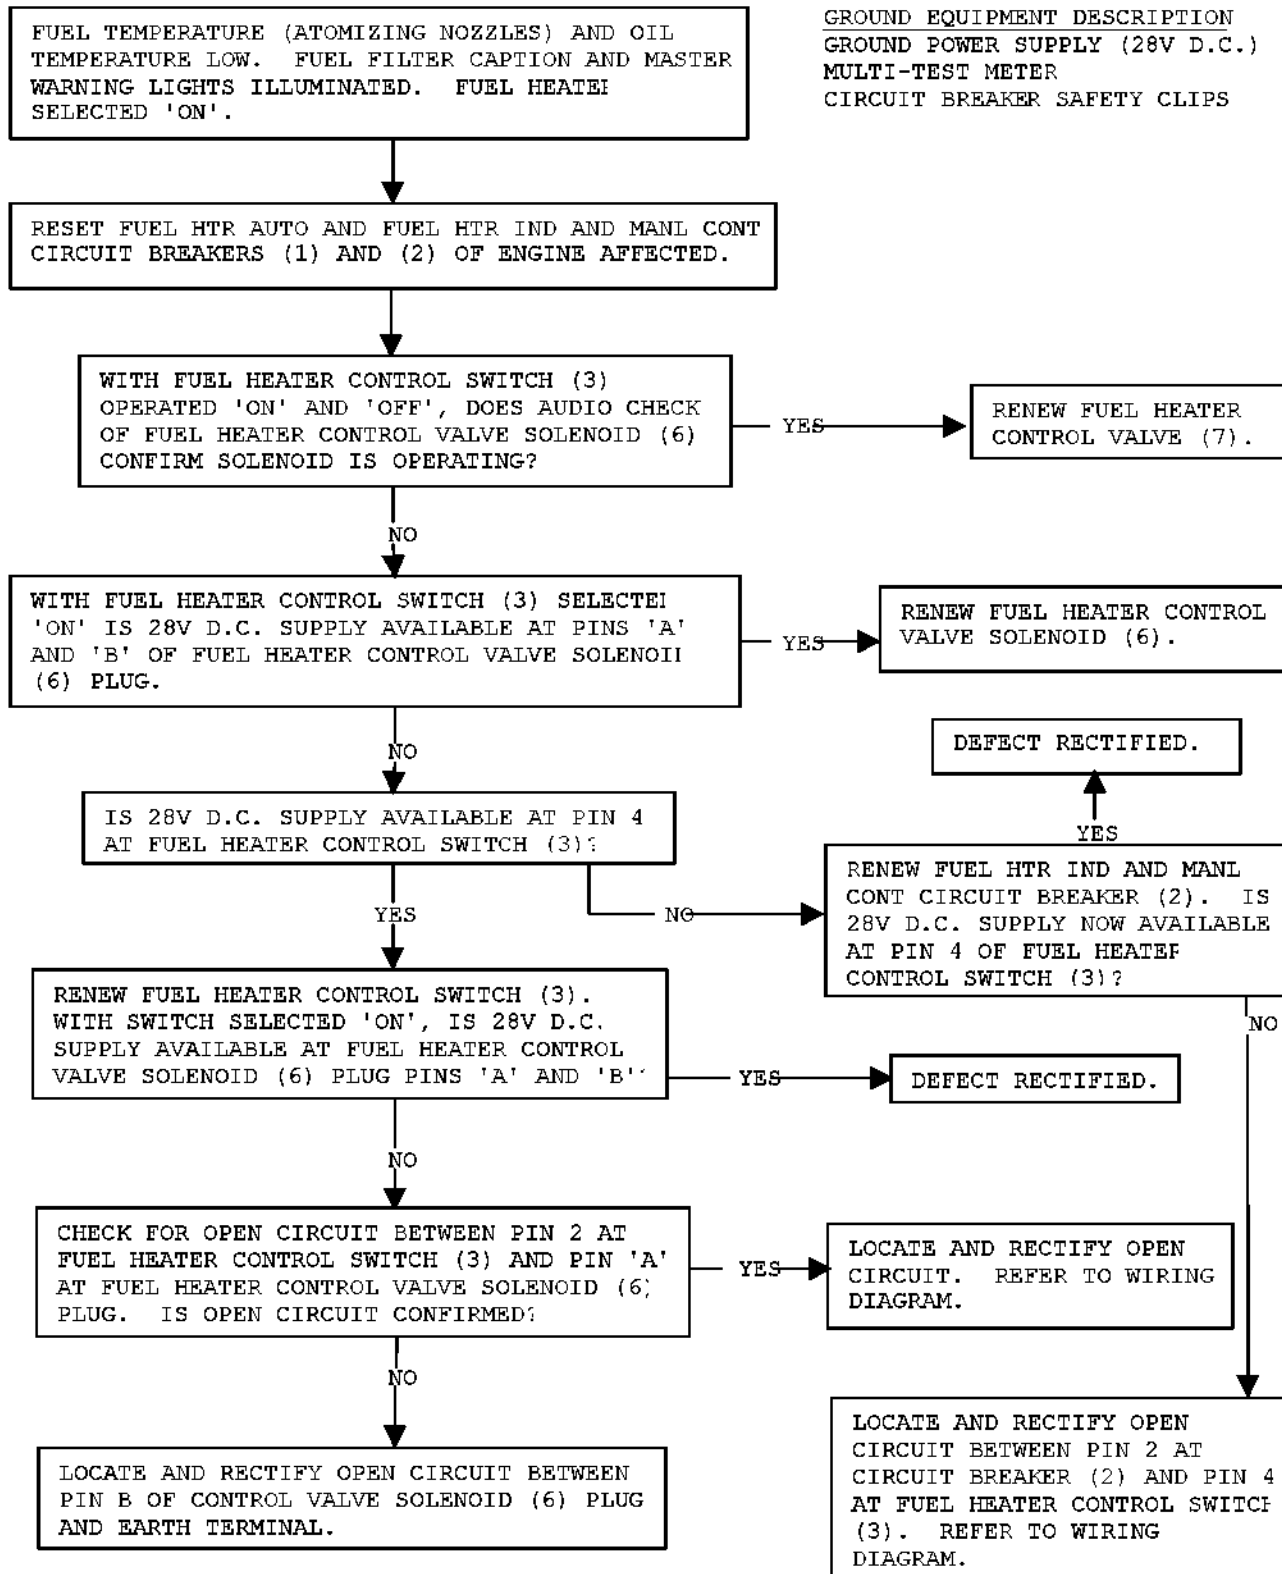 FUEL TEMPERATURE (ATOMIZING NOZZLES) AND OIL
TEMPERATURE LOW. FUEL FILTER CAPTION AND MASTER
WARNING LIGHTS ILLUMINATED. FUEL HEATER
SELECTED 'ON'.
GROUND EQUIPMENT DESCRIPTION
GROUND POWER SUPPLY (28V D.C.)
MULTI-TEST METER
CIRCUIT BREAKER SAFETY CLIPS
RESET FUEL HTR AUTO AND FUEL HTR IND AND MANL CONT
CIRCUIT BREAKERS (1) AND (2) OF ENGINE AFFECTED.
WITH FUEL HEATER CONTROL SWITCH (3)
OPERATED 'ON' AND 'OFF', DOES AUDIO CHECK
OF FUEL HEATER CONTROL VALVE SOLENOID (6)
CONFIRM SOLENOID IS OPERATING?
YES
RENEW FUEL HEATER
CONTROL VALVE (7).
NO
WITH FUEL HEATER CONTROL SWITCH (3) SELECTED
'ON' IS 28V D.C. SUPPLY AVAILABLE AT PINS 'A'
AND 'B' OF FUEL HEATER CONTROL VALVE SOLENOID
(6) PLUG.
YES
RENEW FUEL HEATER CONTROL
VALVE SOLENOID (6).
NO
DEFECT RECTIFIED.
YES
IS 28V D.C. SUPPLY AVAILABLE AT PIN 4
AT FUEL HEATER CONTROL SWITCH (3)?
NO
RENEW FUEL HTR IND AND MANL
CONT CIRCUIT BREAKER (2). IS
28V D.C. SUPPLY NOW AVAILABLE
AT PIN 4 OF FUEL HEATER
CONTROL SWITCH (3)?
YES
NO
RENEW FUEL HEATER CONTROL SWITCH (3).
WITH SWITCH SELECTED 'ON', IS 28V D.C.
SUPPLY AVAILABLE AT FUEL HEATER CONTROL
VALVE SOLENOID (6) PLUG PINS 'A' AND 'B'?
YES
DEFECT RECTIFIED.
NO
CHECK FOR OPEN CIRCUIT BETWEEN PIN 2 AT
FUEL HEATER CONTROL SWITCH (3) AND PIN 'A'
AT FUEL HEATER CONTROL VALVE SOLENOID (6)
PLUG. IS OPEN CIRCUIT CONFIRMED?
YES
LOCATE AND RECTIFY OPEN
CIRCUIT. REFER TO WIRING
DIAGRAM.
NO
LOCATE AND RECTIFY OPEN CIRCUIT BETWEEN
PIN B OF CONTROL VALVE SOLENOID (6) PLUG
AND EARTH TERMINAL.
LOCATE AND RECTIFY OPEN
CIRCUIT BETWEEN PIN 2 AT
CIRCUIT BREAKER (2) AND PIN 4
AT FUEL HEATER CONTROL SWITCH
(3). REFER TO WIRING
DIAGRAM.